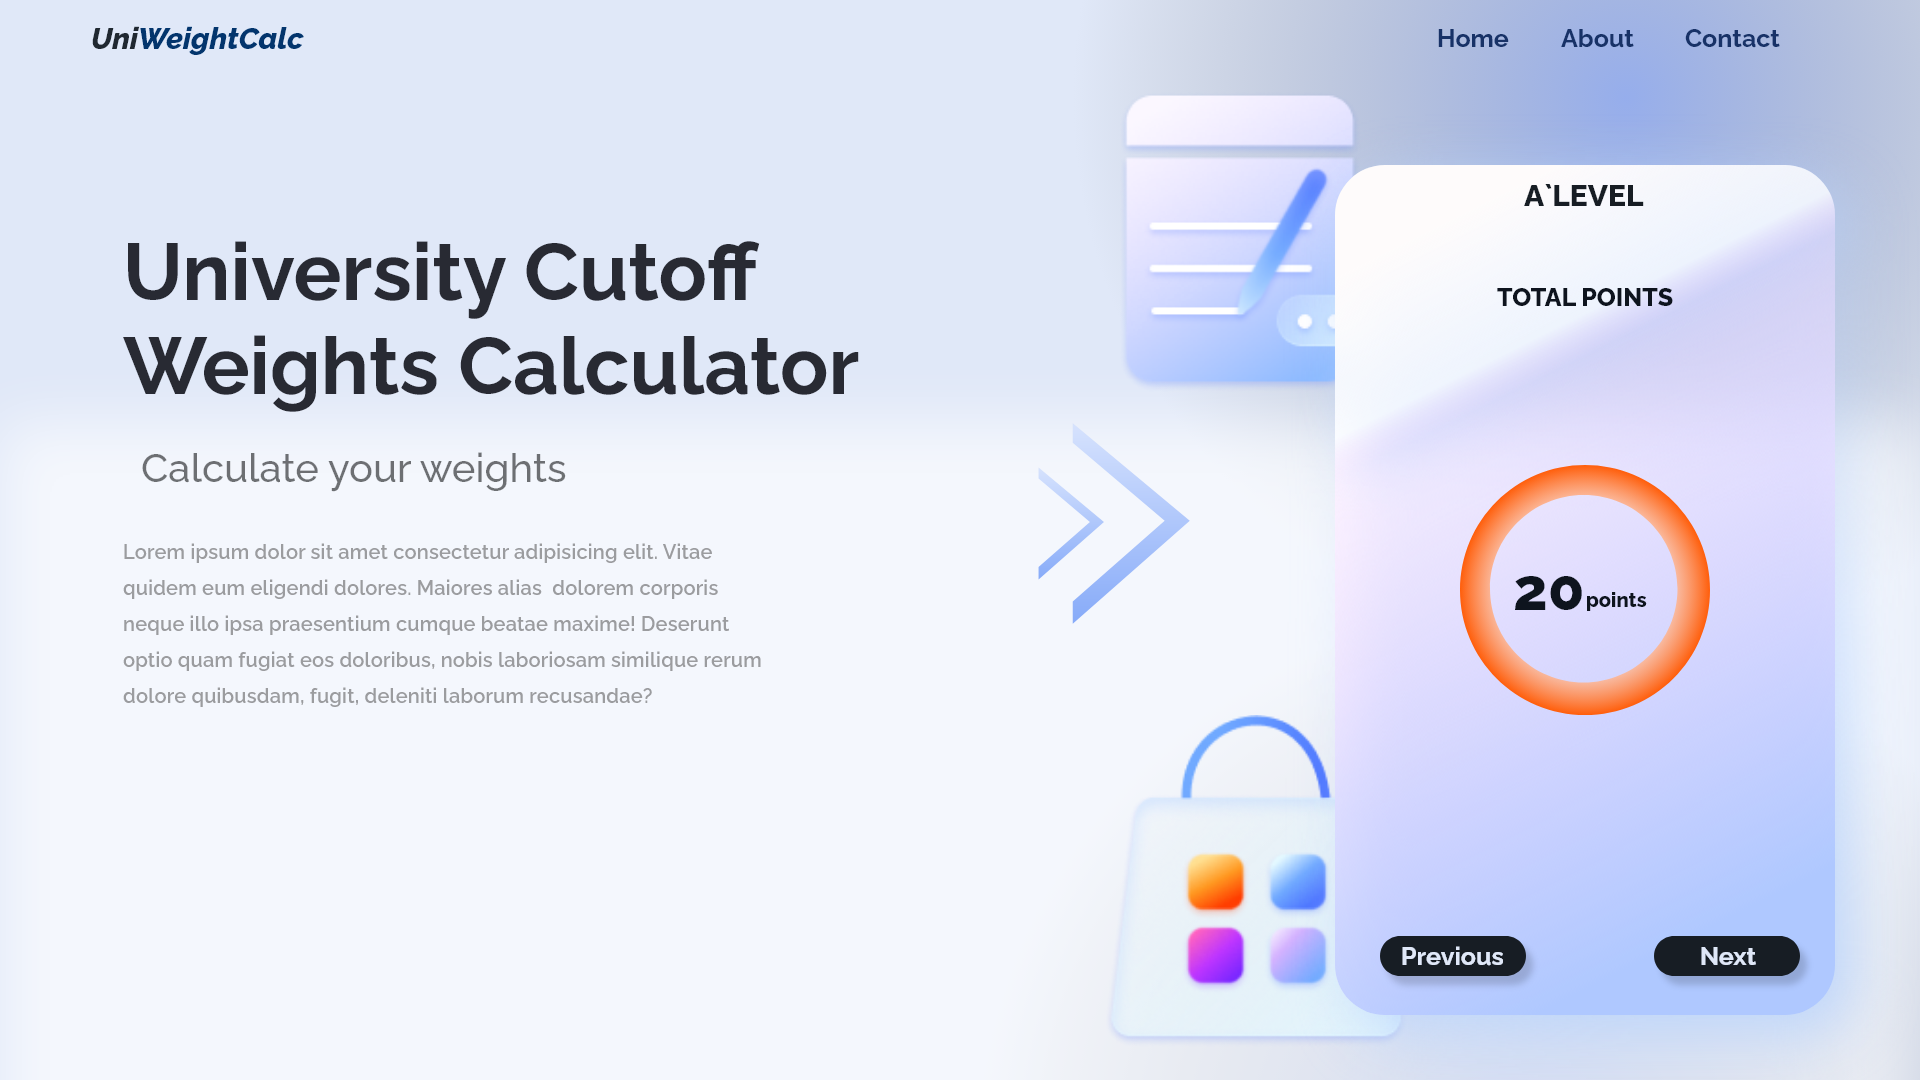 UniWeightCalc
Home About Contact
University Cutoff
Weights Calculator
Calculate your weights
Lorem ipsum dolor sit amet consectetur adipisicing elit. Vitae
quidem eum eligendi dolores. Maiores alias  dolorem corporis
neque illo ipsa praesentium cumque beatae maxime! Deserunt
optio quam fugiat eos doloribus, nobis laboriosam similique rerum
dolore quibusdam, fugit, deleniti laborum recusandae?
A`LEVEL
TOTAL POINTS
20 points
Previous
Next